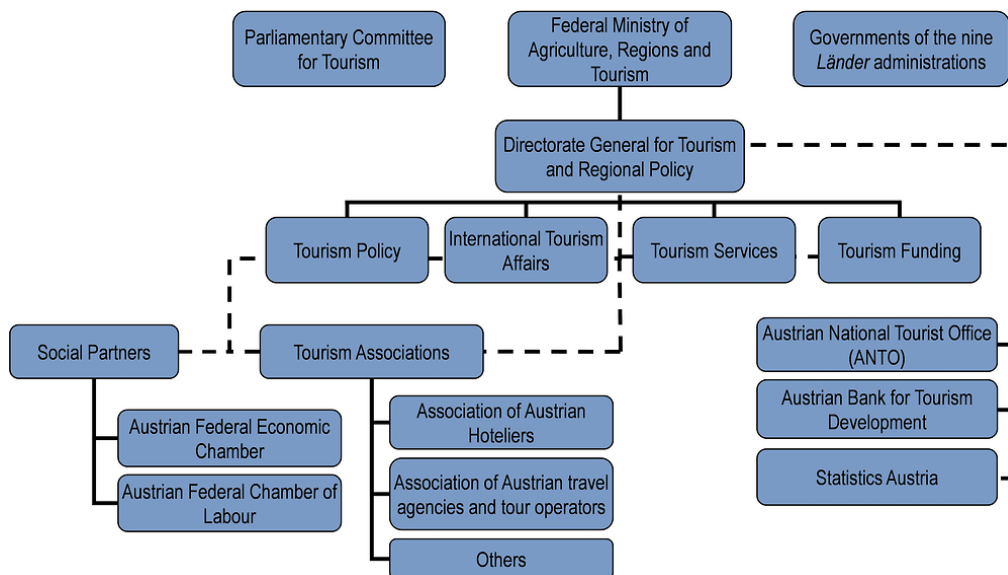 Parliamentary Committee
for Tourism
Federal Ministry of
Agriculture, Regions and
Tourism
Governments of the nine
Länder administrations
Directorate General for Tourism
and Regional Policy
Tourism Policy
International Tourism
Affairs
Tourism Services
Tourism Funding
Social Partners
Tourism Associations
Austrian National Tourist Office
(ANTO)
Austrian Federal Economic
Chamber
Association of Austrian
Hoteliers
Austrian Bank for Tourism
Development
Austrian Federal Chamber of
Labour
Association of Austrian travel
agencies and tour operators
Statistics Austria
Others